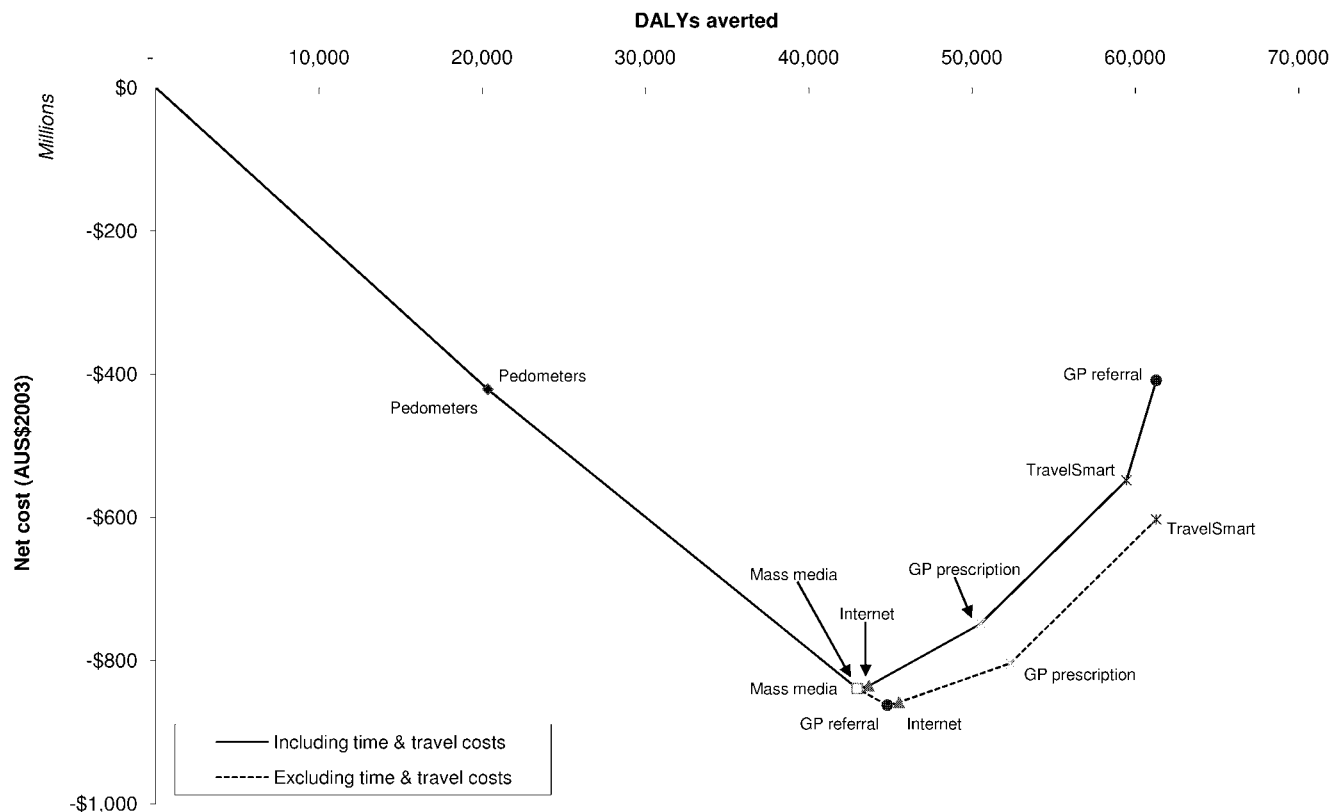 DALYs averted
- 10,000 20,000 30,000 40,000 50,000 60,000 70,000
$0
Millions
-$200
-$400
-$600
-$800
-$1,000
Net cost (AUS$2003)
Pedometers
Pedometers
GP referral
TravelSmart
TravelSmart
Mass media
GP prescription
Internet
Mass media
GP prescription
GP referral
Internet
Including time & travel costs
Excluding time & travel costs